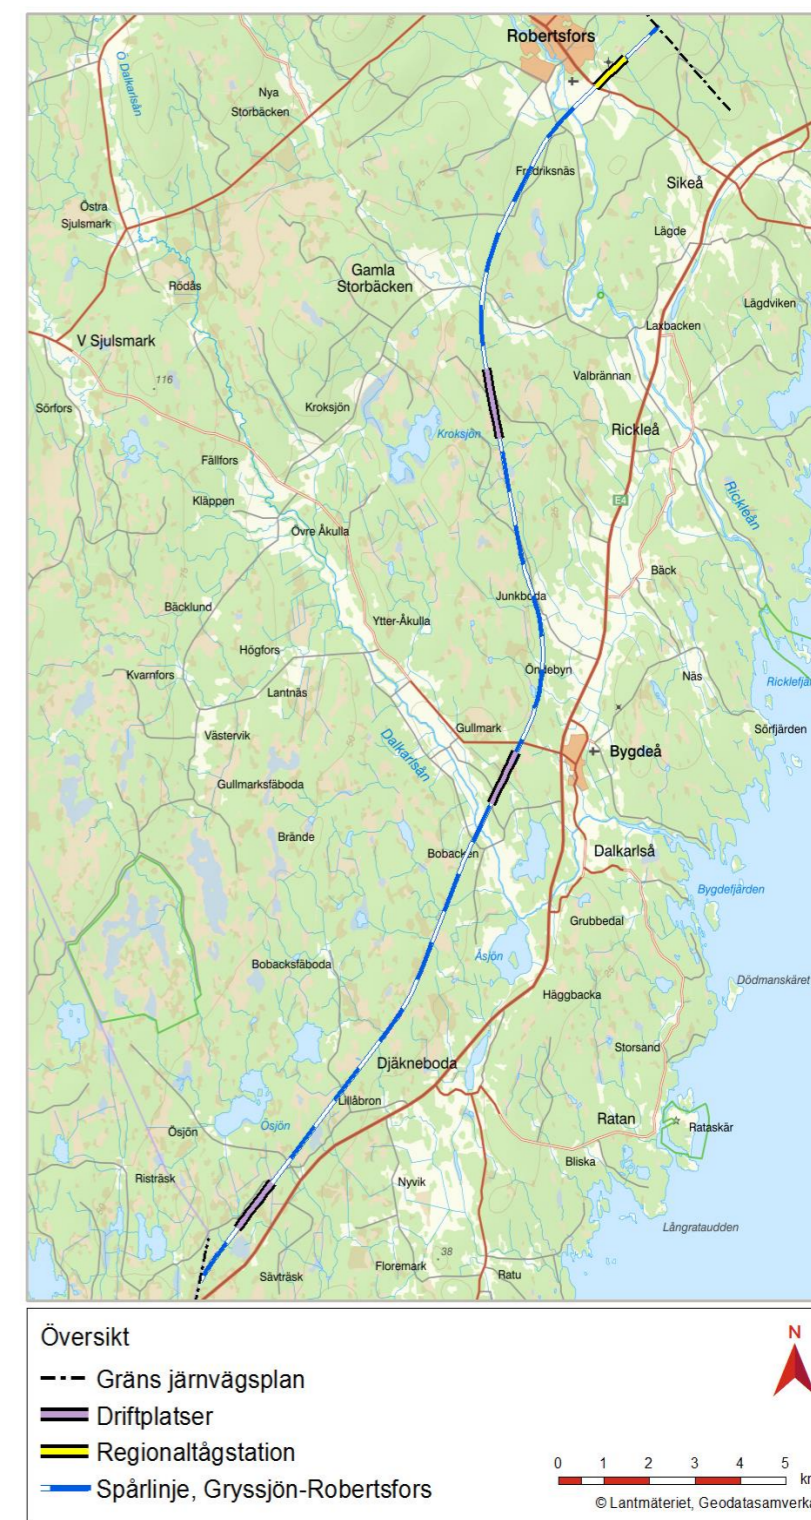 Robertsfors
Ö Dalkarlsån
Nya
Storbäcken
Fredriksnäs
Sikeå
Östra
Sjulsmark
Lägde
Gamla
Storbäcken
Rödås
Lägdviken
Laxbacken
V Sjulsmark
116
Valbrännan
Sörfors
Kroksjön
Kroksjön
Rickleå
Fällfors
Kläppen
E4
Rickleån
Övre Åkulla
Bäck
Bäcklund
Junkboda
Ytter-Åkulla
Högfors
Kvarnfors
Öndebyn
Näs
Lantnäs
Sörfjärden
Västervik
Gullmark
Dalkarlsån
Bygdeå
Gullmarksfäboda
Brände
Bobacken
Dalkarlså
Bygdefjärden
Grubbedal
Åsjön
Bobacksfäboda
Dödmanskäret
Häggbacka
Storsand
Djäkneboda
Lillåbron
Ratan
Rataskär
Ösjön
Ösjön
Bliska
Risträsk
Nyvik
Långrataudden
38
Floremark
Sävträsk
Ratu
Översikt
Gräns järnvägsplan
Driftplatser
Regionaltågstation
Spårlinje, Gryssjön-Robertsfors
N
0 1 2 3 4 5
© Lantmäteriet,